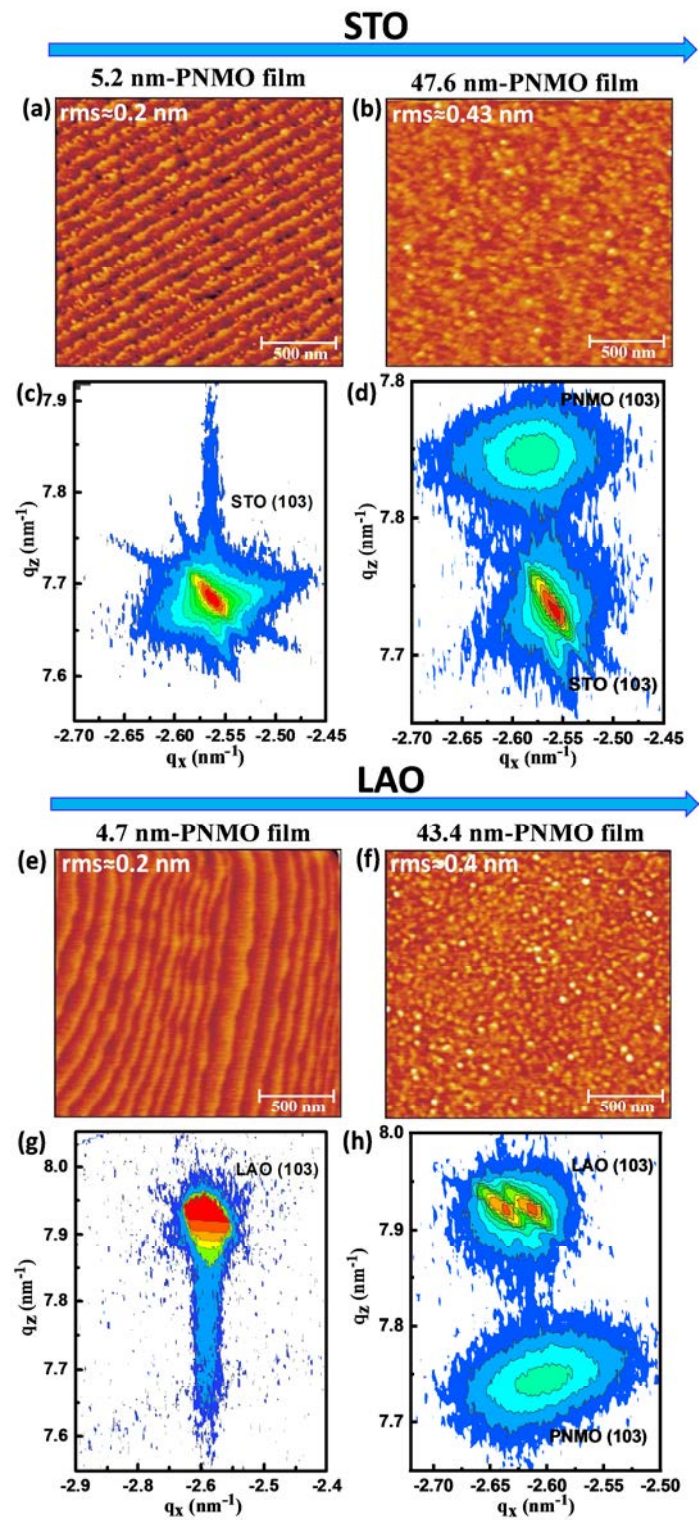 STO
5.2 nm-PNMO film
47.6 nm-PNMO film
(a) rms≈0.2 nm
500 nm
(b) rms≈0.43 nm
500 nm
(c)
7.9
7.8
7.7
7.6
q_z (nm⁻¹)
STO (103)
-2.70 -2.65 -2.60 -2.55 -2.50 -2.45
q_x (nm⁻¹)
(d)
7.8
7.8
7.7
q_z (nm⁻¹)
PNMO (103)
STO (103)
-2.70 -2.65 -2.60 -2.55 -2.50 -2.45
q_x (nm⁻¹)
LAO
4.7 nm-PNMO film
43.4 nm-PNMO film
(e) rms≈0.2 nm
500 nm
(f) rms≈0.4 nm
500 nm
(g)
8.0
7.9
7.8
7.7
7.6
q_z (nm⁻¹)
LAO (103)
-2.9 -2.8 -2.7 -2.6 -2.5 -2.4
q_x (nm⁻¹)
(h)
8.0
7.9
7.8
7.7
q_z (nm⁻¹)
LAO (103)
PNMO (103)
-2.70 -2.65 -2.60 -2.55 -2.50
q_x (nm⁻¹)